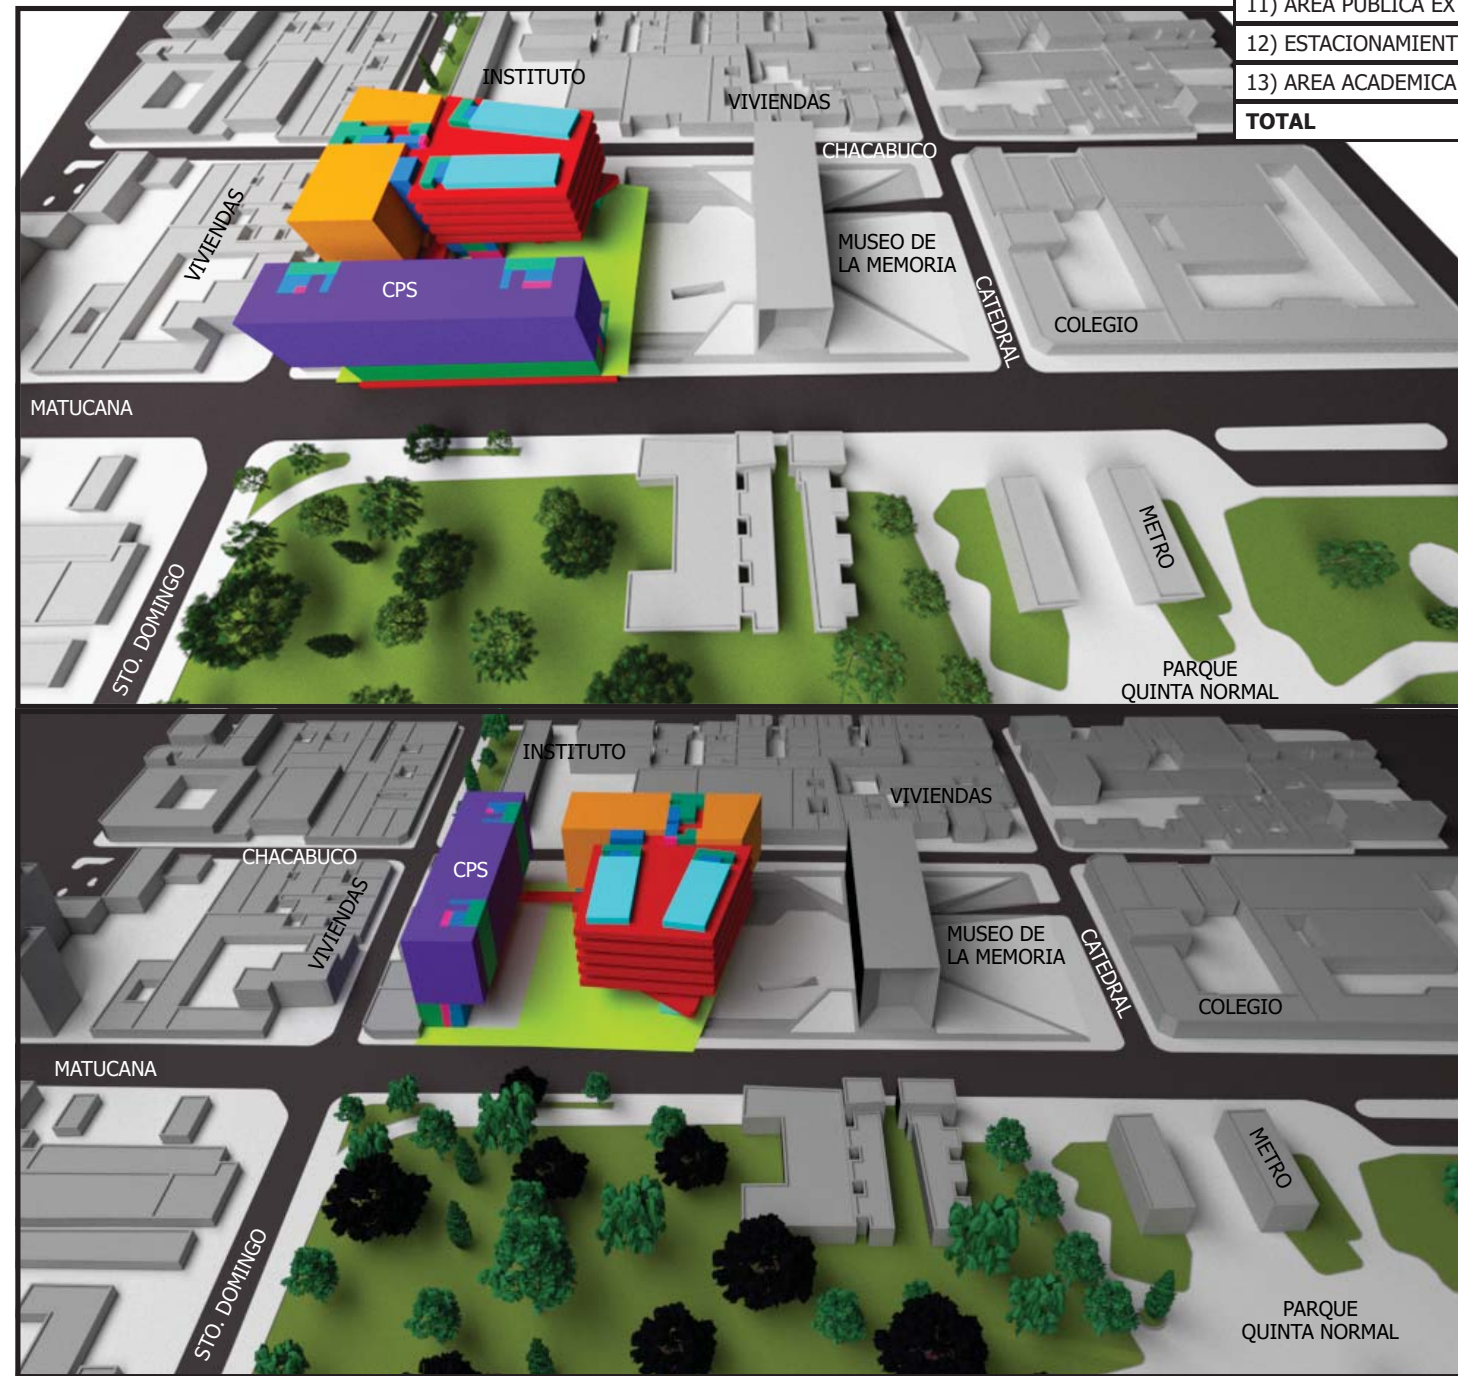 11) AREA PUBLICA EX
12) ESTACIONAMIENT
13) AREA ACADEMICA
TOTAL
INSTITUTO
VIVIENDAS
CHACABUCO
VIVIENDAS
MUSEO DE
LA MEMORIA
CPS
CATEDRAL
COLEGIO
MATUCANA
METRO
STO. DOMINGO
PARQUE
QUINTA NORMAL
INSTITUTO
VIVIENDAS
CHACABUCO
CPS
VIVIENDAS
MUSEO DE
LA MEMORIA
CATEDRAL
COLEGIO
MATUCANA
METRO
STO. DOMINGO
PARQUE
QUINTA NORMAL